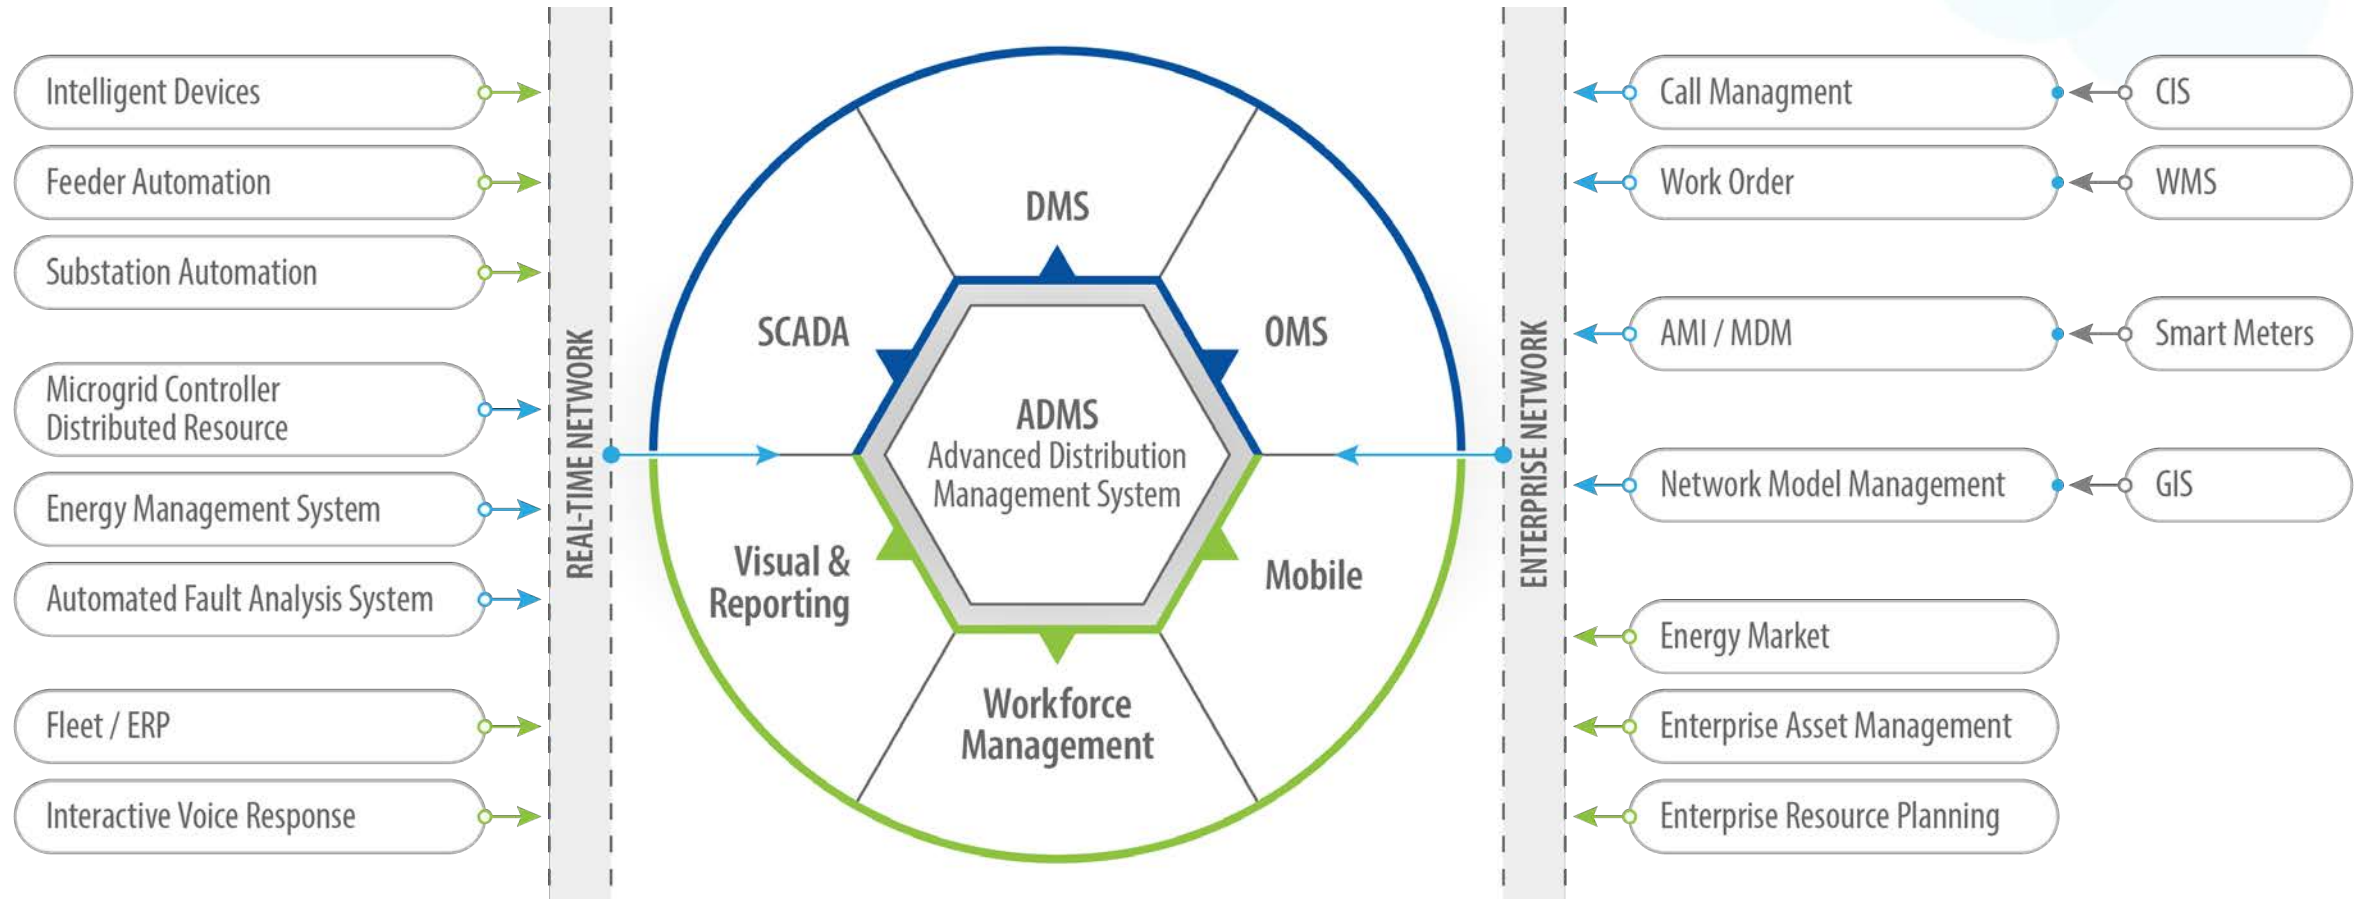 Intelligent Devices
Feeder Automation
Substation Automation
Microgrid Controller
Distributed Resource
Energy Management System
Automated Fault Analysis System
Fleet / ERP
Interactive Voice Response
REAL-TIME NETWORK
DMS
SCADA
OMS
ADMS
Advanced Distribution
Management System
Visual &
Reporting
Mobile
Workforce
Management
ENTERPRISE NETWORK
Call Managment
CIS
Work Order
WMS
AMI / MDM
Smart Meters
Network Model Management
GIS
Energy Market
Enterprise Asset Management
Enterprise Resource Planning